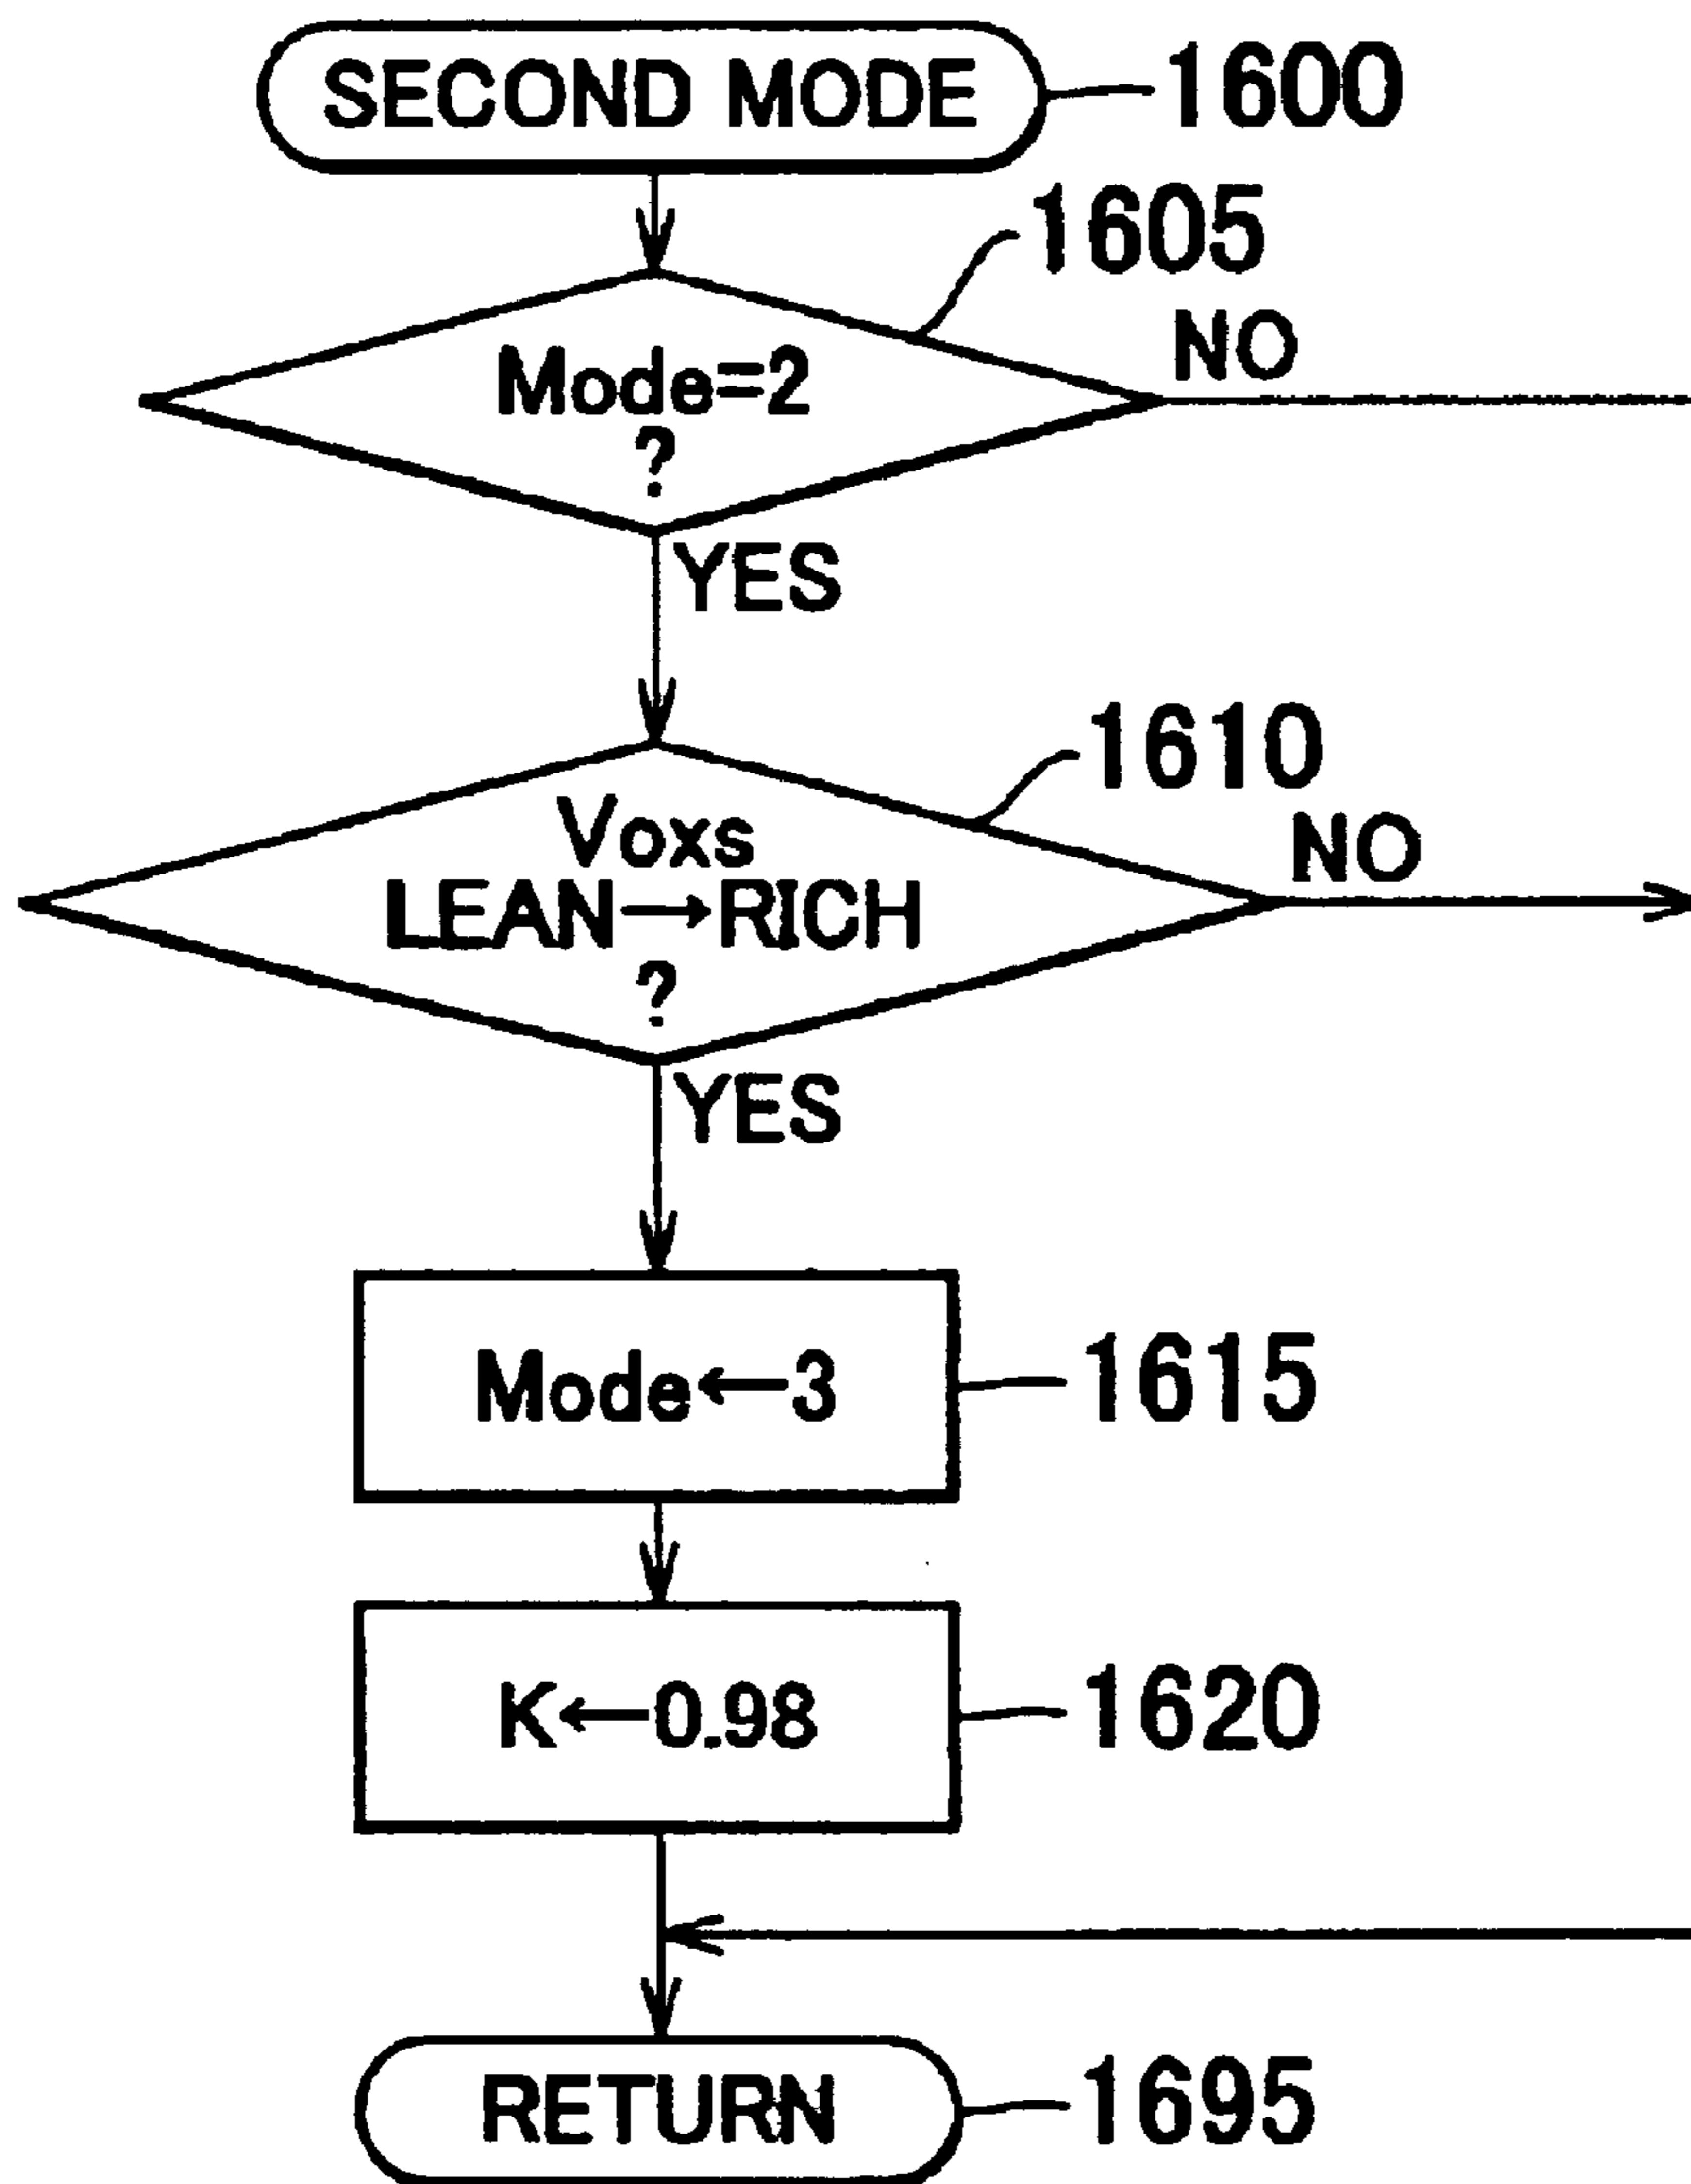 SECOND MODE
1600
1605
Mode=2
?
NO
YES
1610
Voxs
LEAN→RICH
?
NO
YES
Mode←3
1615
K←0.98
1620
RETURN
1695